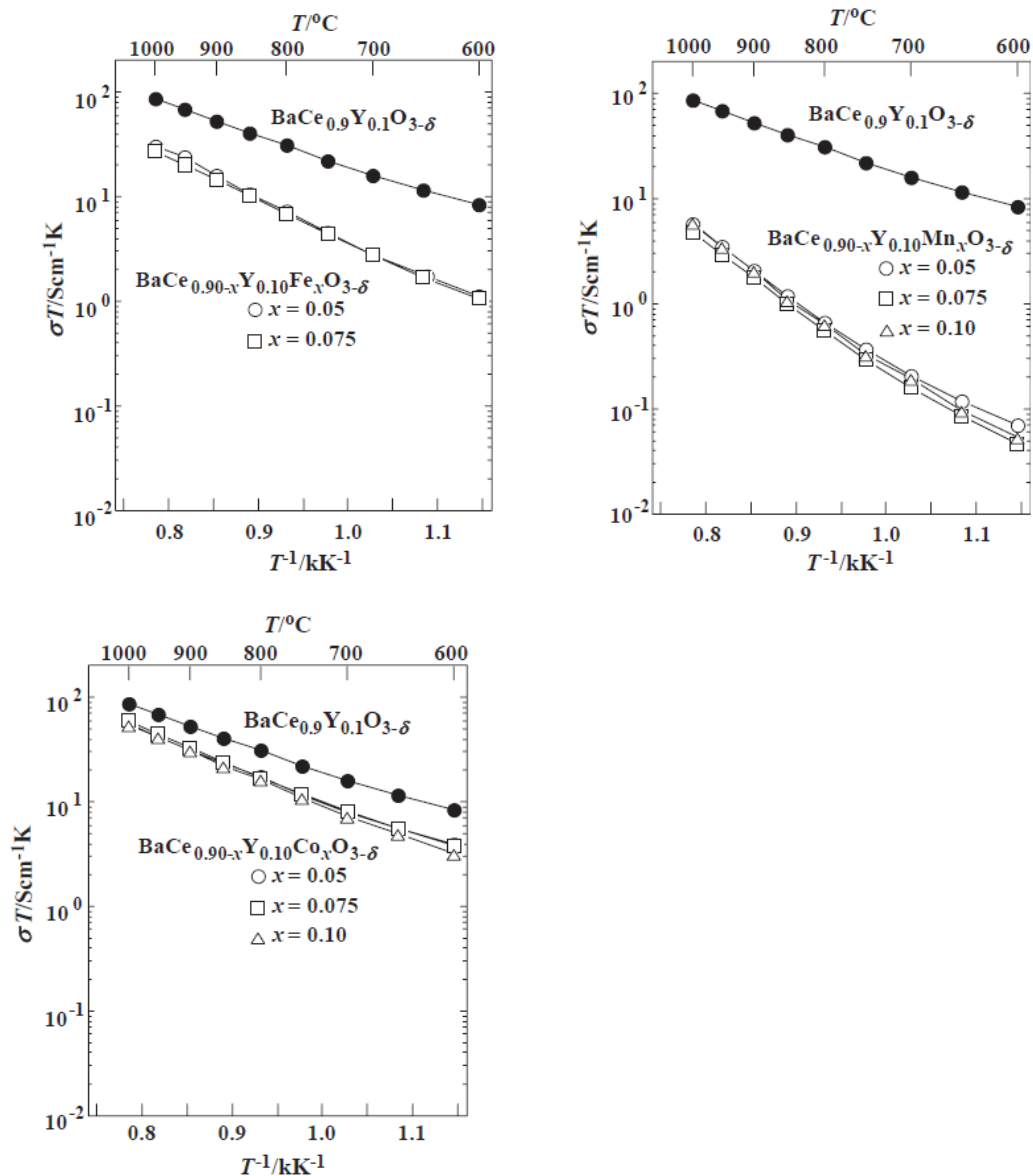 T/°C
1000 900 800 700 600
10²
10¹
10⁰
10⁻¹
10⁻²
σT/Scm⁻¹K
BaCe₀.₉Y₀.₁O₃₋δ
BaCe₀.₉₀₋ₓY₀.₁₀FeₓO₃₋δ
x = 0.05
x = 0.075
0.8 0.9 1.0 1.1
T⁻¹/kK⁻¹
T/°C
1000 900 800 700 600
10²
10¹
10⁰
10⁻¹
10⁻²
σT/Scm⁻¹K
BaCe₀.₉Y₀.₁O₃₋δ
BaCe₀.₉₀₋ₓY₀.₁₀MnₓO₃₋δ
x = 0.05
x = 0.075
x = 0.10
0.8 0.9 1.0 1.1
T⁻¹/kK⁻¹
T/°C
1000 900 800 700 600
10²
10¹
10⁰
10⁻¹
10⁻²
σT/Scm⁻¹K
BaCe₀.₉Y₀.₁O₃₋δ
BaCe₀.₉₀₋ₓY₀.₁₀CoₓO₃₋δ
x = 0.05
x = 0.075
x = 0.10
0.8 0.9 1.0 1.1
T⁻¹/kK⁻¹